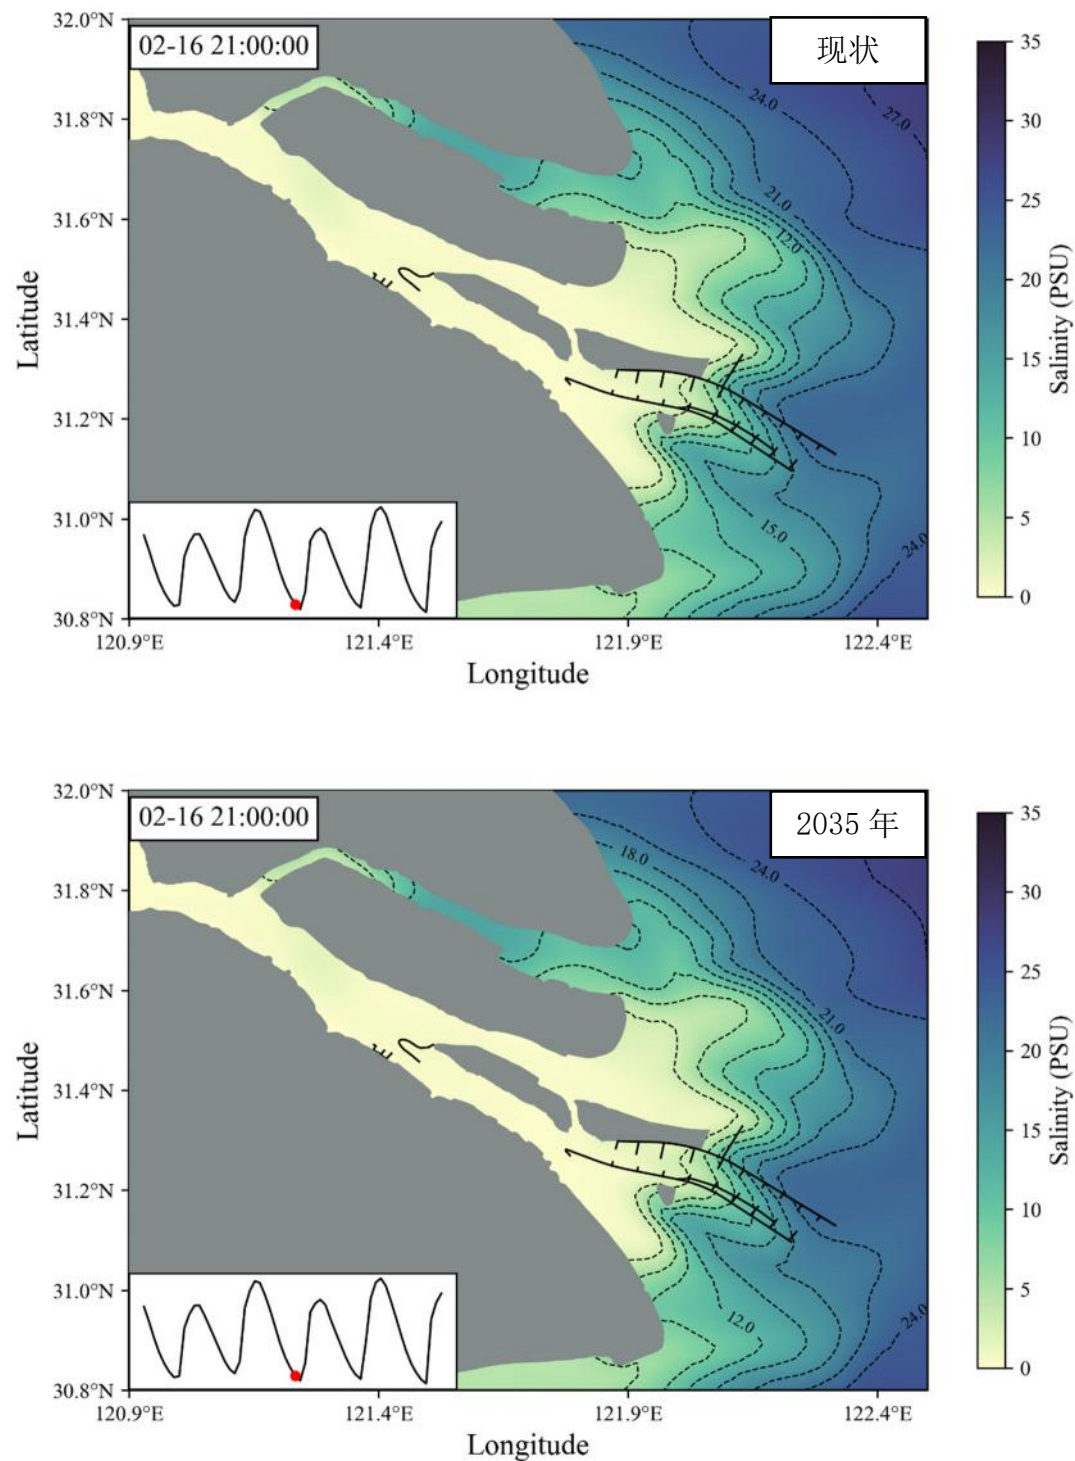 02-16 21:00:00
现状
32.0°N
31.8°N
31.6°N
31.4°N
31.2°N
31.0°N
30.8°N
Latitude
120.9°E
121.4°E
121.9°E
122.4°E
Longitude
24.0
27.0
21.0
12.0
15.0
24.0
35
30
25
20
15
10
5
0
Salinity (PSU)
02-16 21:00:00
2035 年
32.0°N
31.8°N
31.6°N
31.4°N
31.2°N
31.0°N
30.8°N
Latitude
120.9°E
121.4°E
121.9°E
122.4°E
Longitude
18.0
24.0
21.0
12.0
24.0
35
30
25
20
15
10
5
0
Salinity (PSU)